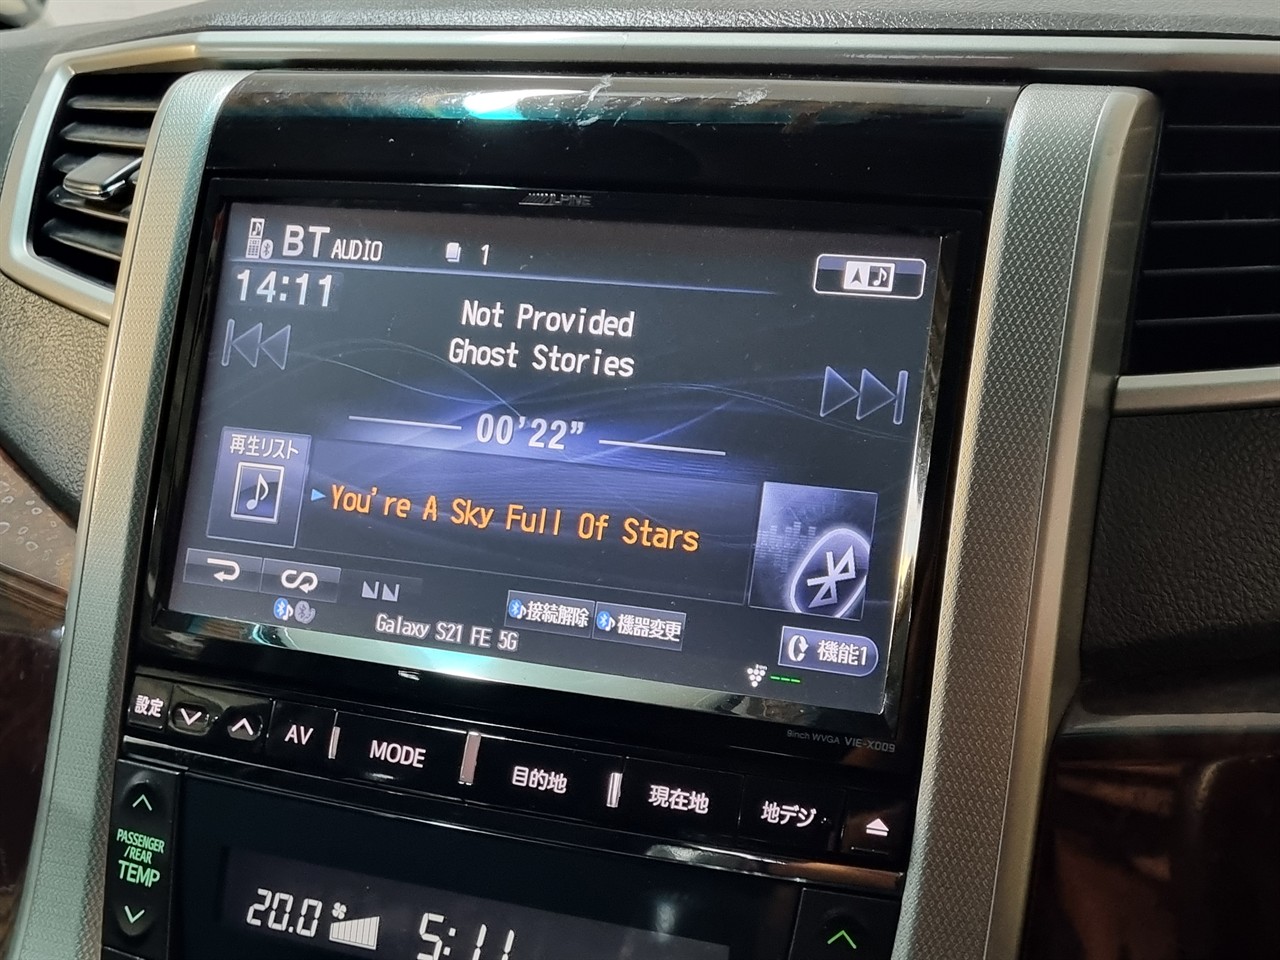 ALPINE
BT AUDIO 1
14:11
Not Provided
Ghost Stories
00'22"
再生リスト
You're A Sky Full Of Stars
Galaxy S21 FE 5G
接続解除
機器変更
機能1
9inch WVGA VIE-X009
設定
AV
MODE
目的地
現在地
地デジ
PASSENGER
/REAR
TEMP
20.0
5:11